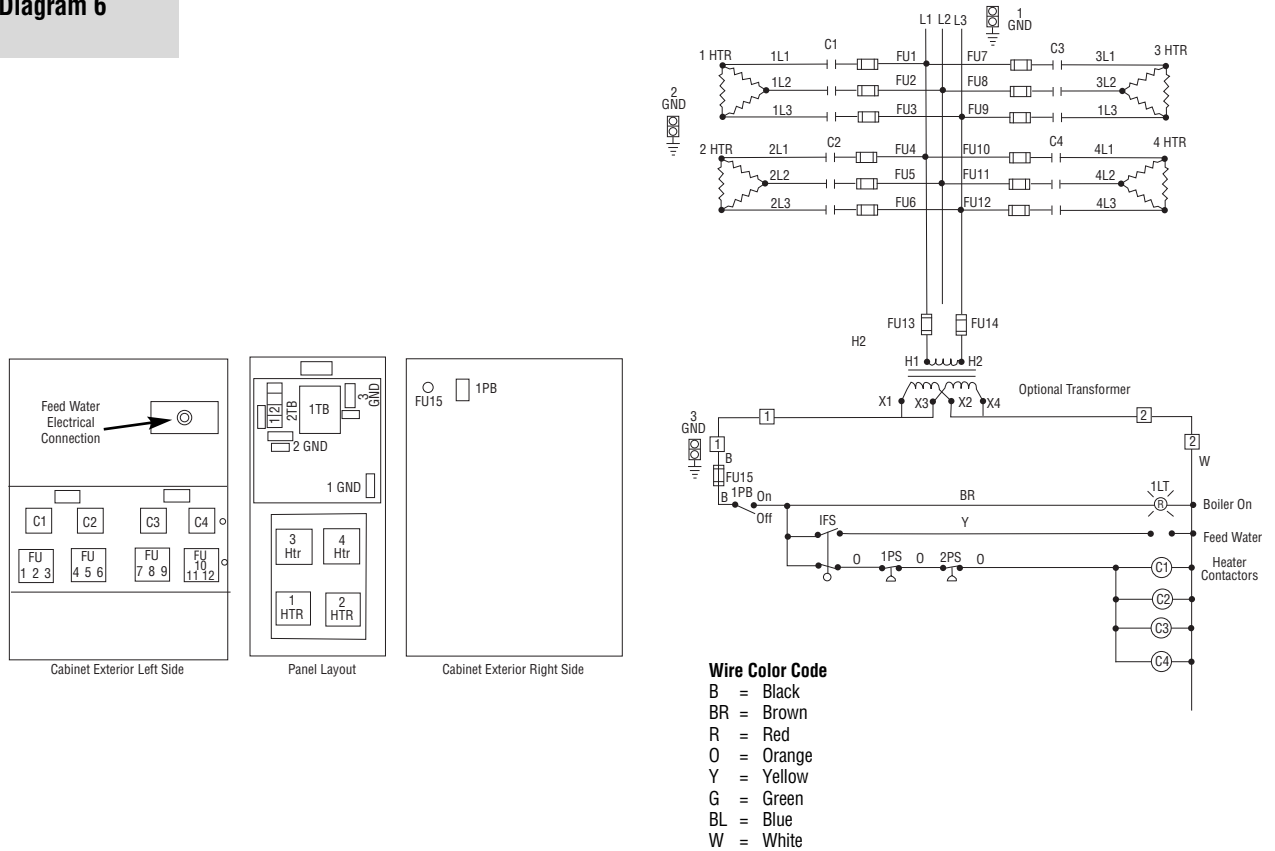 Diagram 6
L1 L2 L3
1
GND
1 HTR 1L1 C1 FU1 FU7 C3 3L1 3 HTR
1L2 FU2 FU8 3L2
2
GND
1L3 FU3 FU9 1L3
2 HTR 2L1 C2 FU4 FU10 C4 4L1 4 HTR
2L2 FU5 FU11 4L2
2L3 FU6 FU12 4L3
FU13 FU14
H2
H1 H2
Optional Transformer
X1 X3 X2 X4
3
GND
1 2
1 2
B W
FU15
B 1PB On BR 1LT
Off R Boiler On
IFS Y Feed Water
O 1PS O 2PS O C1 Heater
Contactors
C2
C3
C4
Feed Water
Electrical
Connection
C1 C2 C3 C4
FU
1 2 3
FU
4 5 6
FU
7 8 9
FU
10
11 12
Cabinet Exterior Left Side
1 2
2TB
1TB
3
GND
2 GND
1 GND
3
Htr
4
Htr
1
HTR
2
HTR
Panel Layout
FU15
1PB
Cabinet Exterior Right Side
Wire Color Code
B = Black
BR = Brown
R = Red
O = Orange
Y = Yellow
G = Green
BL = Blue
W = White